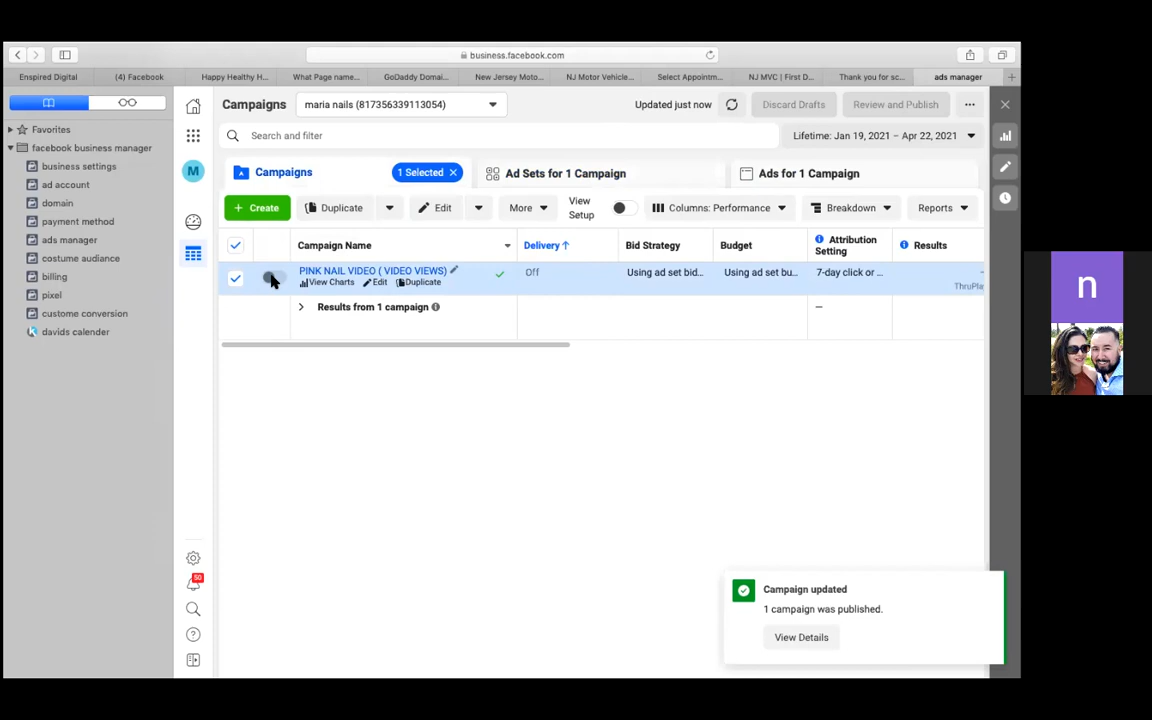 business.facebook.com
Enspired Digital
(4) Facebook
Happy Healthy H...
What Page name...
GoDaddy Domai...
New Jersey Moto...
NJ Motor Vehicle...
Select Appointm...
NJ MVC | First D...
Thank you for sc...
ads manager
Favorites
facebook business manager
business settings
ad account
domain
payment method
ads manager
costume audiance
billing
pixel
custome conversion
davids calender
M
50
Campaigns
maria nails (817356339113054)
Updated just now
Discard Drafts
Review and Publish
Search and filter
Lifetime: Jan 19, 2021 – Apr 22, 2021
Campaigns
1 Selected
Ad Sets for 1 Campaign
Ads for 1 Campaign
+ Create
Duplicate
Edit
More
View Setup
Columns: Performance
Breakdown
Reports
Campaign Name
Delivery ↑
Bid Strategy
Budget
Attribution Setting
Results
PINK NAIL VIDEO ( VIDEO VIEWS)
View Charts
Edit
Duplicate
Off
Using ad set bid...
Using ad set bu...
7-day click or ...
—
ThruPlay
Results from 1 campaign
—
Campaign updated
1 campaign was published.
View Details
n